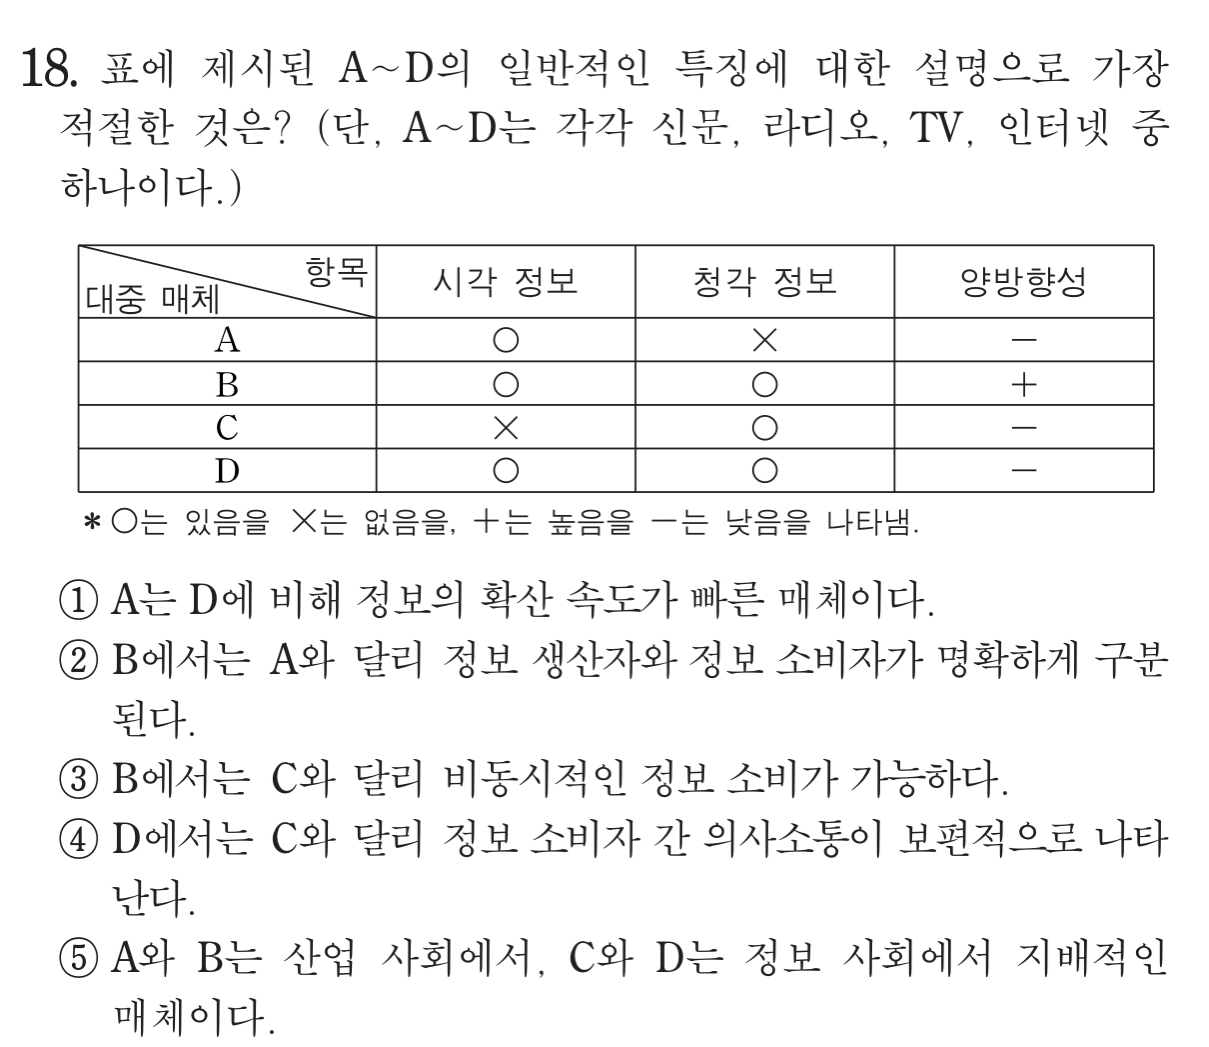 18. 표에 제시된 A~D의 일반적인 특징에 대한 설명으로 가장
적절한 것은? (단, A~D는 각각 신문, 라디오, TV, 인터넷 중
하나이다.)
항목
대중 매체 시각 정보 청각 정보 양방향성
A ○ × －
B ○ ○ ＋
C × ○ －
D ○ ○ －
* ○는 있음을 ×는 없음을, ＋는 높음을 －는 낮음을 나타냄.
① A는 D에 비해 정보의 확산 속도가 빠른 매체이다.
② B에서는 A와 달리 정보 생산자와 정보 소비자가 명확하게 구분
된다.
③ B에서는 C와 달리 비동시적인 정보 소비가 가능하다.
④ D에서는 C와 달리 정보 소비자 간 의사소통이 보편적으로 나타
난다.
⑤ A와 B는 산업 사회에서, C와 D는 정보 사회에서 지배적인
매체이다.